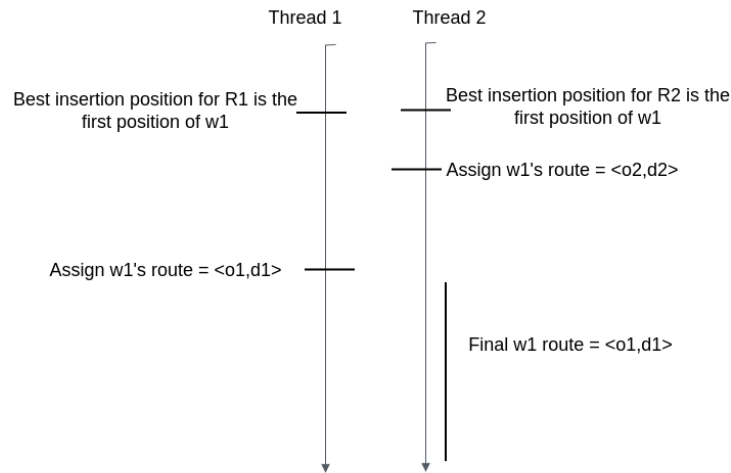 Thread 1
Thread 2
Best insertion position for R1 is the
first position of w1
Best insertion position for R2 is the
first position of w1
Assign w1's route = <o2,d2>
Assign w1's route = <o1,d1>
Final w1 route = <o1,d1>